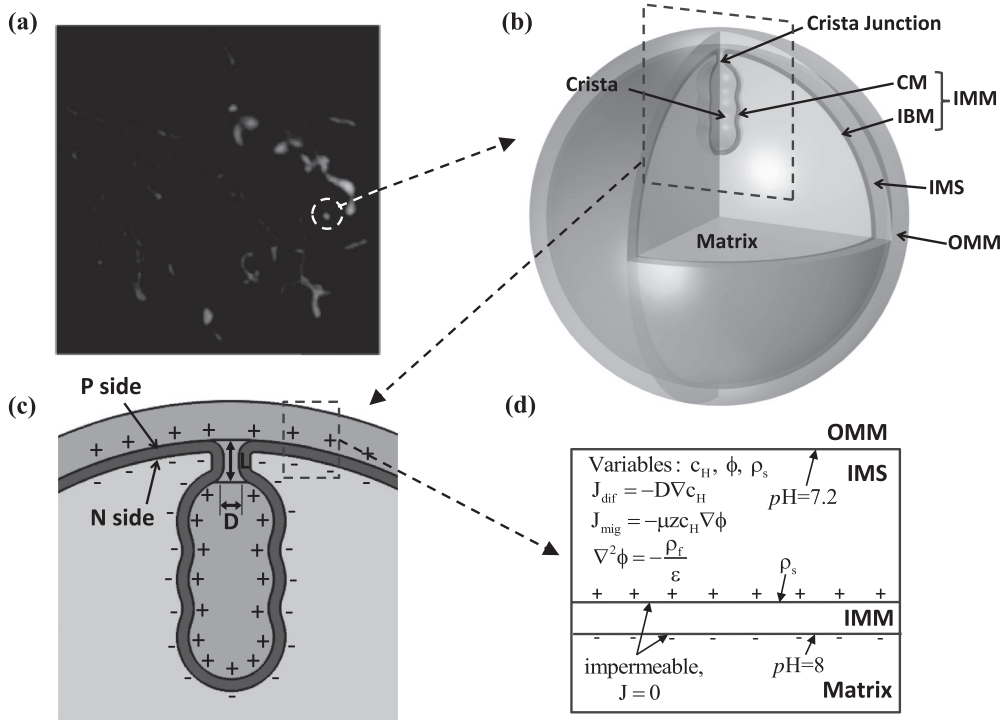 (a)
(b)
Crista Junction
Crista
CM
IMM
IBM
IMS
Matrix
OMM
(c)
P side
N side
L
D
+ + + + + + + + +
- - - - - - - -
(d)
OMM
IMS
Variables: c_H, ϕ, ρ_s
J_dif = −D∇c_H
J_mig = −μzc_H∇ϕ
∇²ϕ = −ρ_f/ε
pH=7.2
ρ_s
+ + + + + + + +
IMM
- - - - - - - -
impermeable,
J = 0
pH=8
Matrix